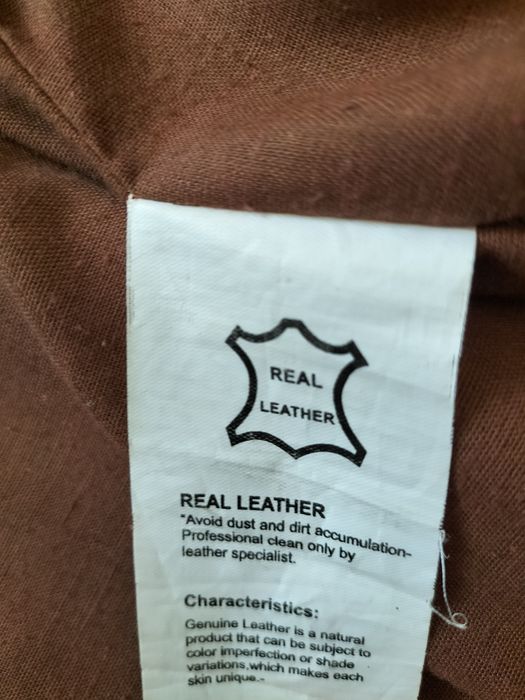 REAL
LEATHER
REAL LEATHER
"Avoid dust and dirt accumulation-
Professional clean only by
leather specialist.
Characteristics:
Genuine Leather is a natural
product that can be subject to
color imperfection or shade
variations,which makes each
skin unique.-